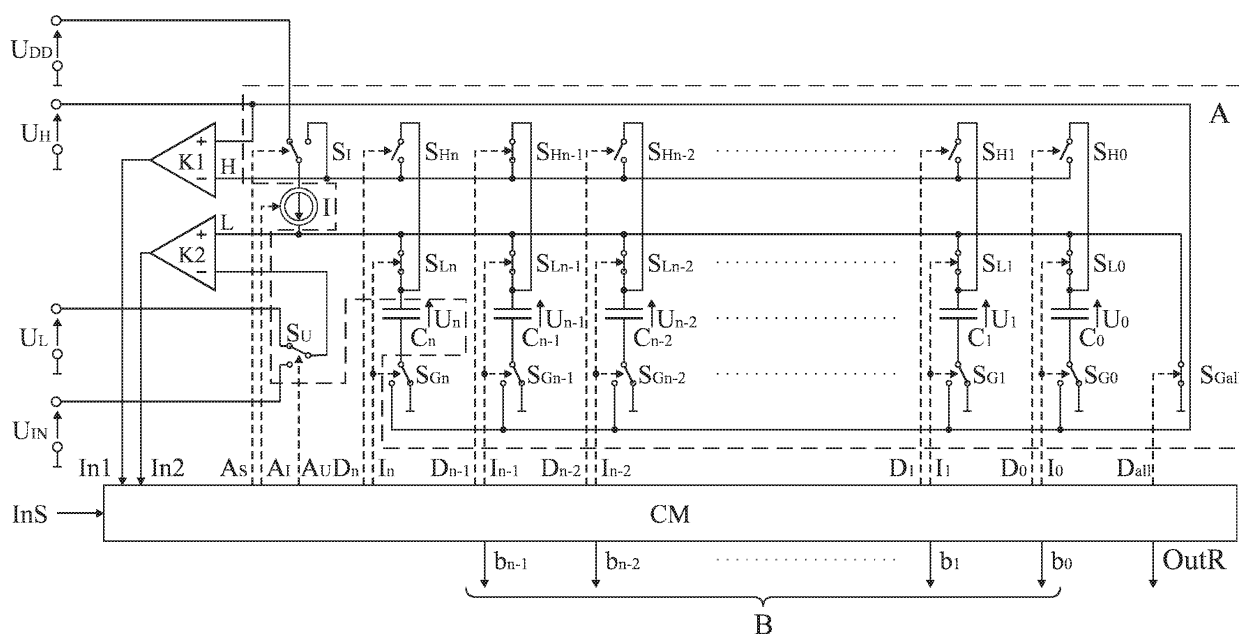 UDD
UH
A
K1
+
−
H
SI
SHn
SHn-1
SHn-2
SH1
SH0
I
L
K2
+
−
SLn
SLn-1
SLn-2
SL1
SL0
UL
SU
Un
Un-1
Un-2
U1
U0
Cn
Cn-1
Cn-2
C1
C0
SGn
SGn-1
SGn-2
SG1
SG0
SGall
UIN
In1 In2 AS AI AU Dn In Dn-1 In-1 Dn-2 In-2 D1 I1 D0 I0 Dall
InS
CM
bn-1 bn-2 b1 b0 OutR
B